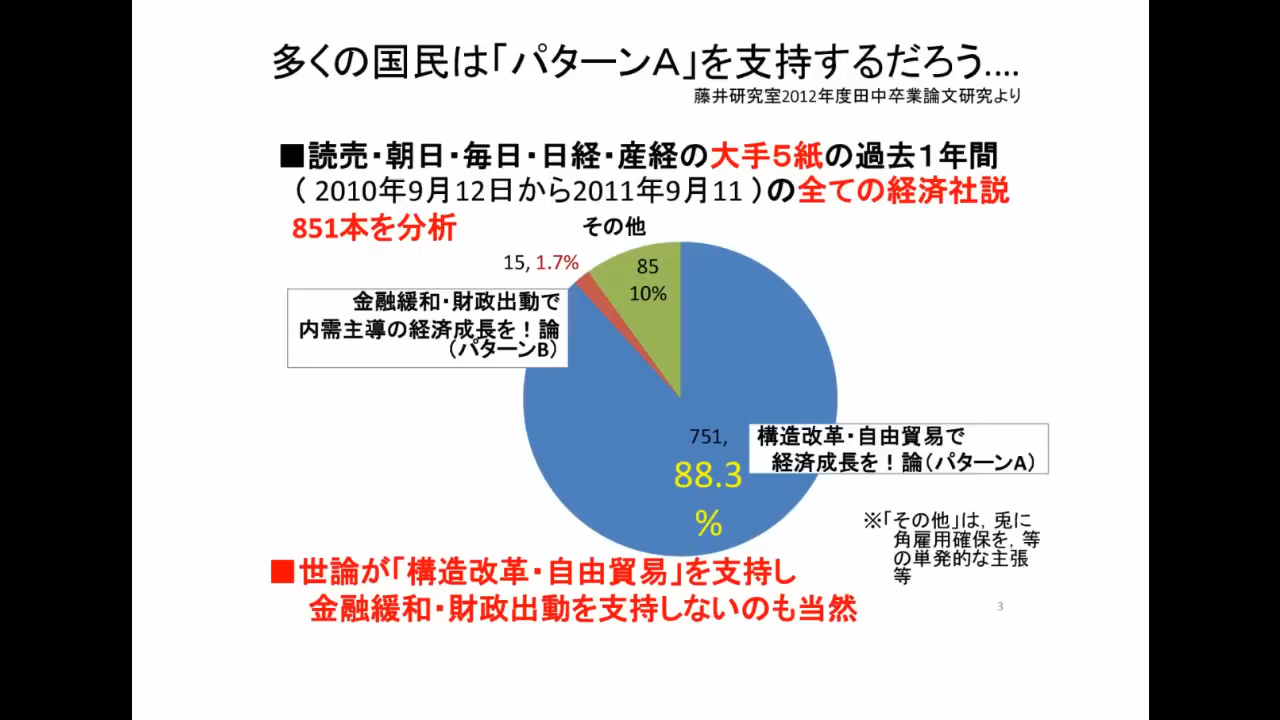 多くの国民は「パターンA」を支持するだろう....
藤井研究室2012年度田中卒業論文研究より
■読売・朝日・毎日・日経・産経の大手5紙の過去1年間
（2010年9月12日から2011年9月11）の全ての経済社説
851本を分析
その他
15, 1.7%
85
10%
金融緩和・財政出動で
内需主導の経済成長を！論
（パターンB）
751,
88.3
%
構造改革・自由貿易で
経済成長を！論（パターンA）
※「その他」は，兎に
角雇用確保を，等
の単発的な主張
等
■世論が「構造改革・自由貿易」を支持し
金融緩和・財政出動を支持しないのも当然
3